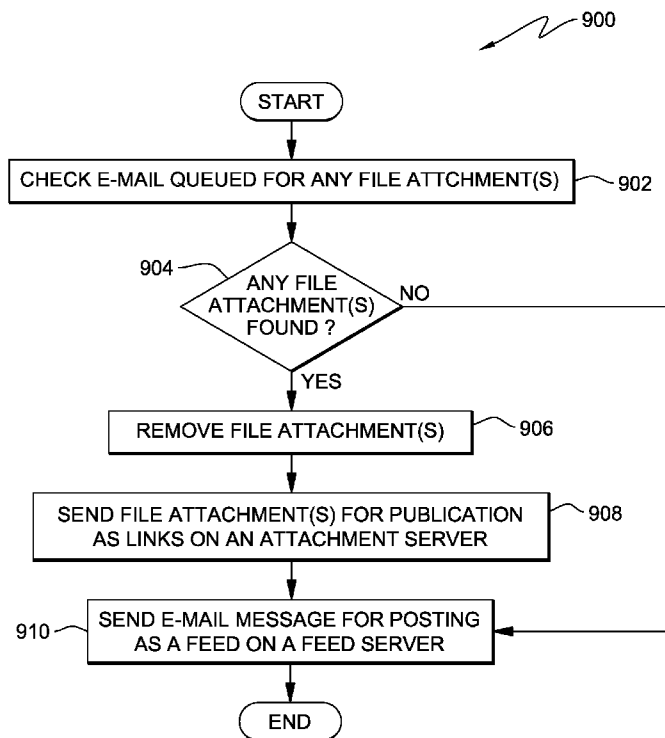 900
START
CHECK E-MAIL QUEUED FOR ANY FILE ATTCHMENT(S)
902
904
ANY FILE
ATTACHMENT(S)
FOUND ?
NO
YES
REMOVE FILE ATTACHMENT(S)
906
SEND FILE ATTACHMENT(S) FOR PUBLICATION
AS LINKS ON AN ATTACHMENT SERVER
908
SEND E-MAIL MESSAGE FOR POSTING
AS A FEED ON A FEED SERVER
910
END